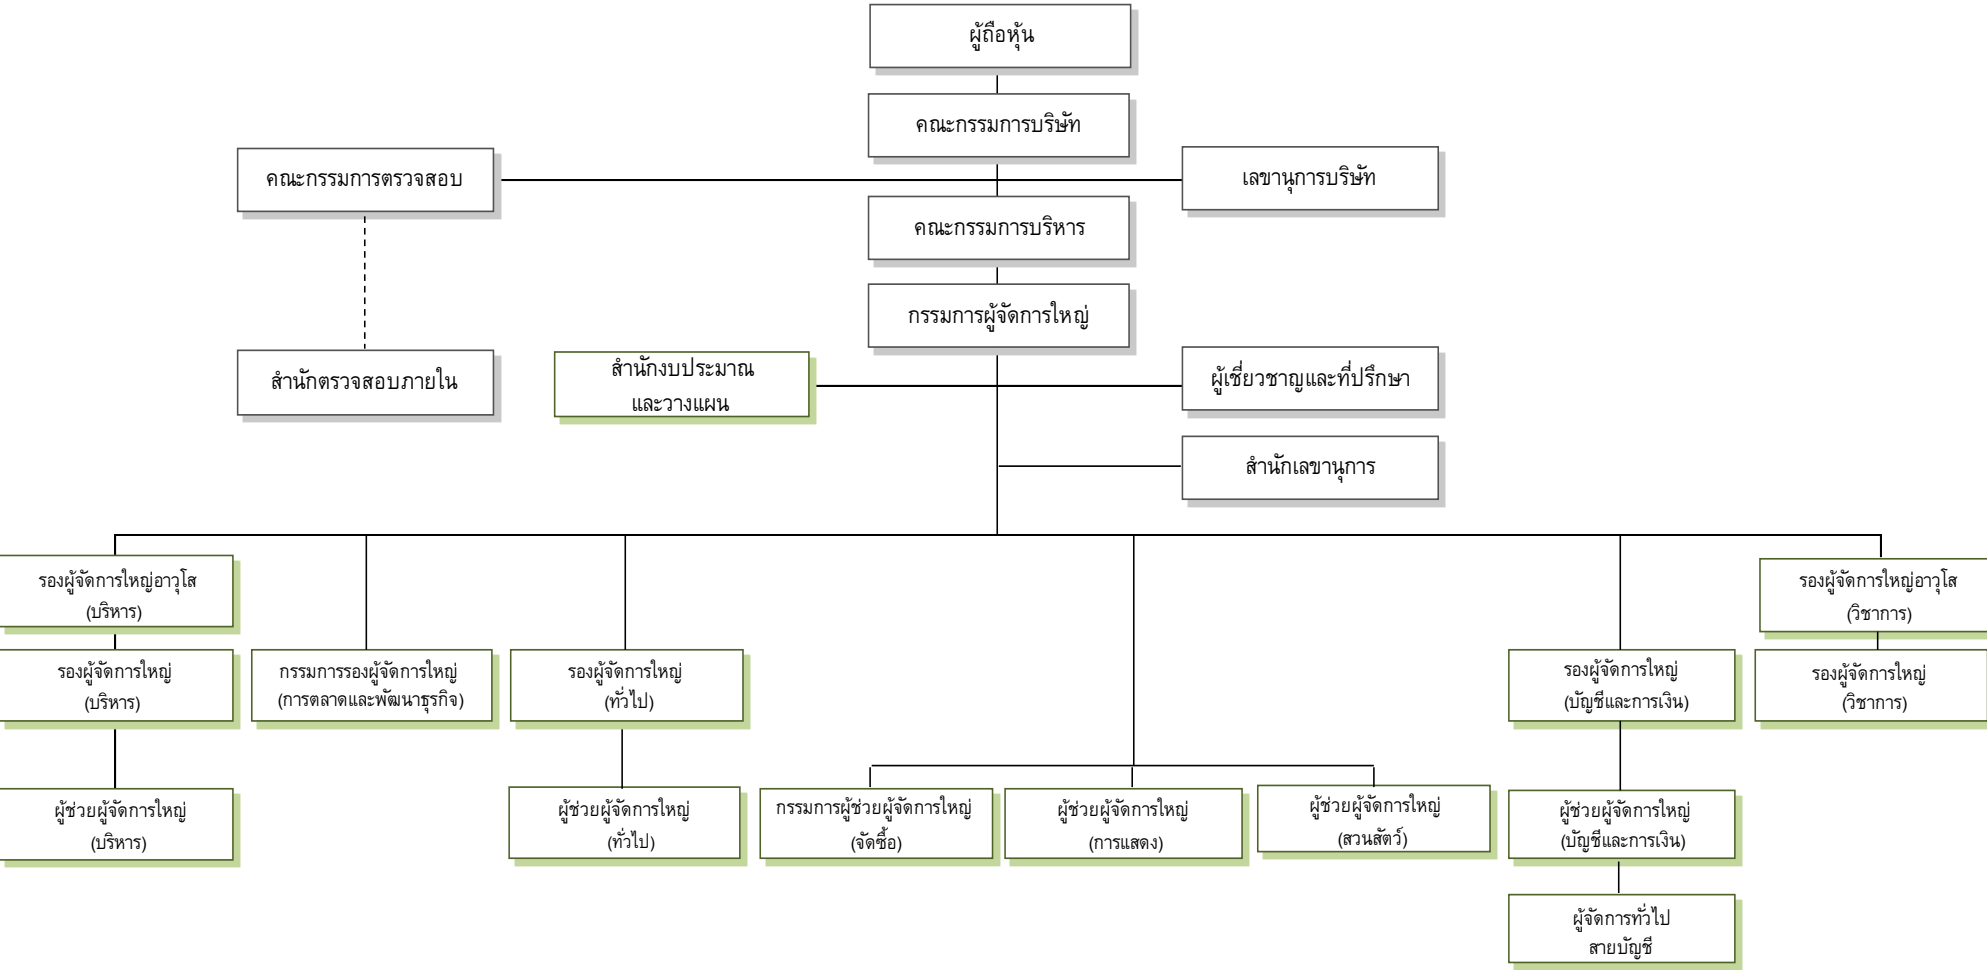 ผู้ถือหุ้น
คณะกรรมการบริษัท
คณะกรรมการตรวจสอบ
เลขานุการบริษัท
คณะกรรมการบริหาร
กรรมการผู้จัดการใหญ่
สำนักตรวจสอบภายใน
สำนักงบประมาณ
และวางแผน
ผู้เชี่ยวชาญและที่ปรึกษา
สำนักเลขานุการ
รองผู้จัดการใหญ่อาวุโส
(บริหาร)
รองผู้จัดการใหญ่อาวุโส
(วิชาการ)
รองผู้จัดการใหญ่
(บริหาร)
กรรมการรองผู้จัดการใหญ่
(การตลาดและพัฒนาธุรกิจ)
รองผู้จัดการใหญ่
(ทั่วไป)
รองผู้จัดการใหญ่
(บัญชีและการเงิน)
รองผู้จัดการใหญ่
(วิชาการ)
ผู้ช่วยผู้จัดการใหญ่
(บริหาร)
ผู้ช่วยผู้จัดการใหญ่
(ทั่วไป)
กรรมการผู้ช่วยผู้จัดการใหญ่
(จัดซื้อ)
ผู้ช่วยผู้จัดการใหญ่
(การแสดง)
ผู้ช่วยผู้จัดการใหญ่
(สวนสัตว์)
ผู้ช่วยผู้จัดการใหญ่
(บัญชีและการเงิน)
ผู้จัดการทั่วไป
สายบัญชี